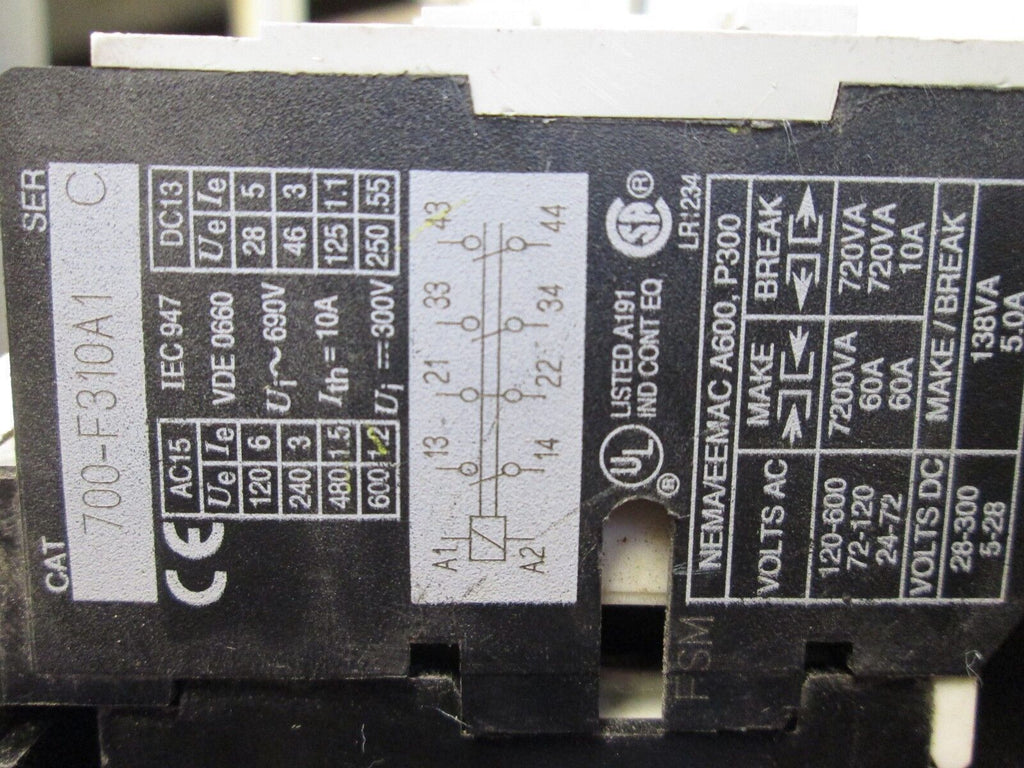 CAT 700-F310A1 SER C
CE
AC15
Ue Ie
120 6
240 3
480 1.5
600 1.2
IEC 947
VDE 0660
Ui ~ 690V
Ith = 10A
Ui ⎓ 300V
DC13
Ue Ie
28 5
46 3
125 1.1
250 .55
A1 13 21 33 43
A2 14 22 34 44
UL LISTED A191
IND CONT EQ
SA ®
LR1234
®
NEMA/EEMAC A600, P300
VOLTS AC MAKE BREAK
120-600 7200VA 720VA
72-120 60A 720VA
24-72 60A 10A
VOLTS DC MAKE / BREAK
28-300 138VA
5-28 5.0A